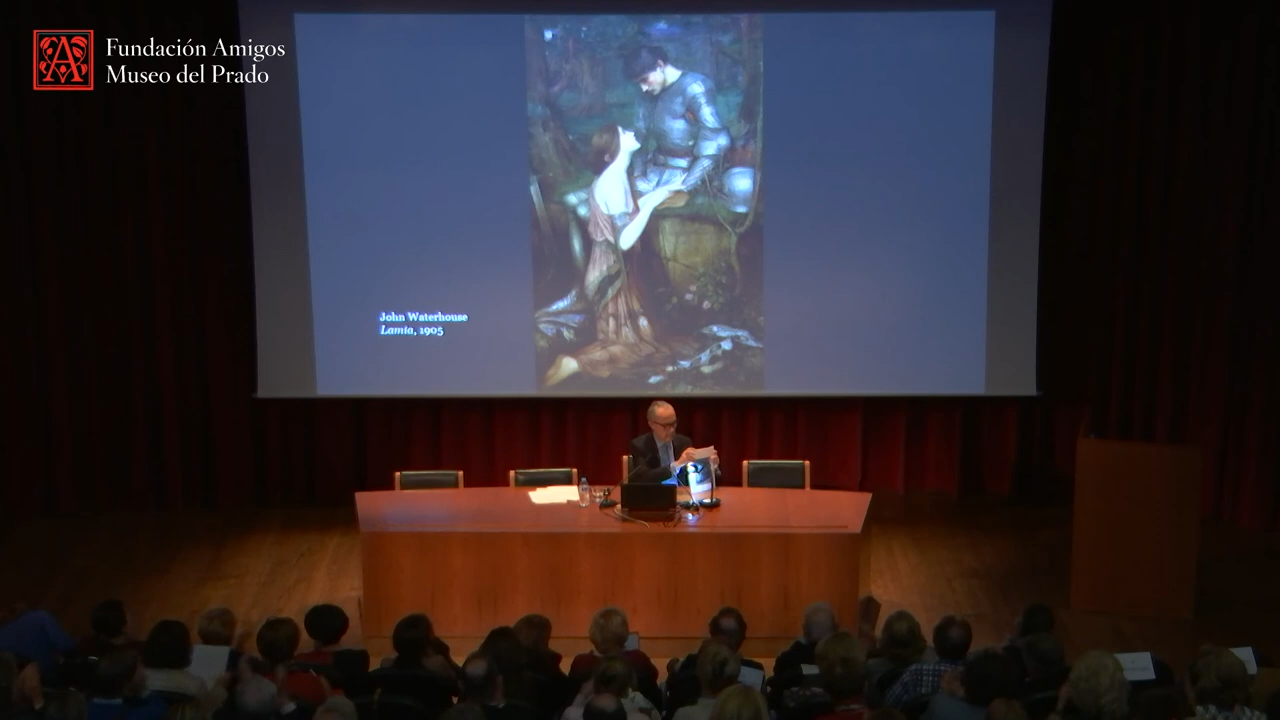 Fundación Amigos
Museo del Prado
John Waterhouse
Lamia, 1905